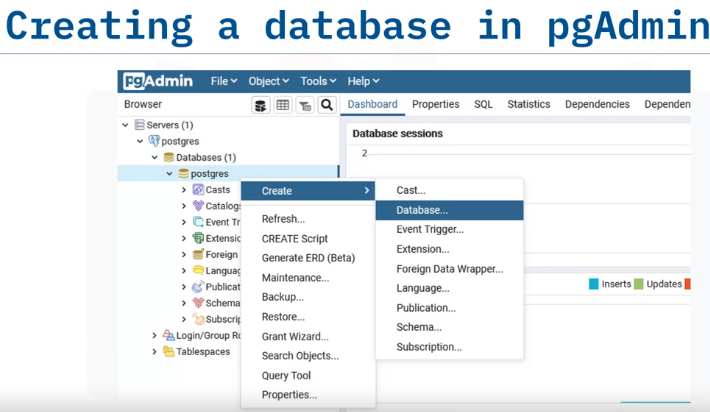 Creating a database in pgAdmin
pgAdmin File Object Tools Help
Browser
Dashboard Properties SQL Statistics Dependencies Dependen
Servers (1)
postgres
Databases (1)
postgres
Casts
Catalogs
Event Tr
Extensio
Foreign
Languag
Publicat
Schema
Subscrip
Login/Group Ro
Tablespaces
Create
Refresh...
CREATE Script
Generate ERD (Beta)
Maintenance...
Backup...
Restore...
Grant Wizard...
Search Objects...
Query Tool
Properties...
Cast...
Database...
Event Trigger...
Extension...
Foreign Data Wrapper...
Language...
Publication...
Schema...
Subscription...
Database sessions
2
Inserts Updates